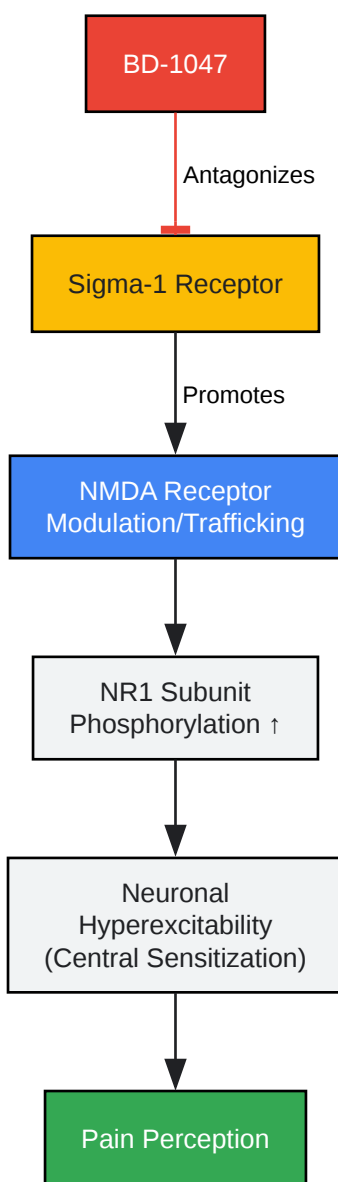 BD-1047
Antagonizes
Sigma-1 Receptor
Promotes
NMDA Receptor
Modulation/Trafficking
NR1 Subunit
Phosphorylation ↑
Neuronal
Hyperexcitability
(Central Sensitization)
Pain Perception